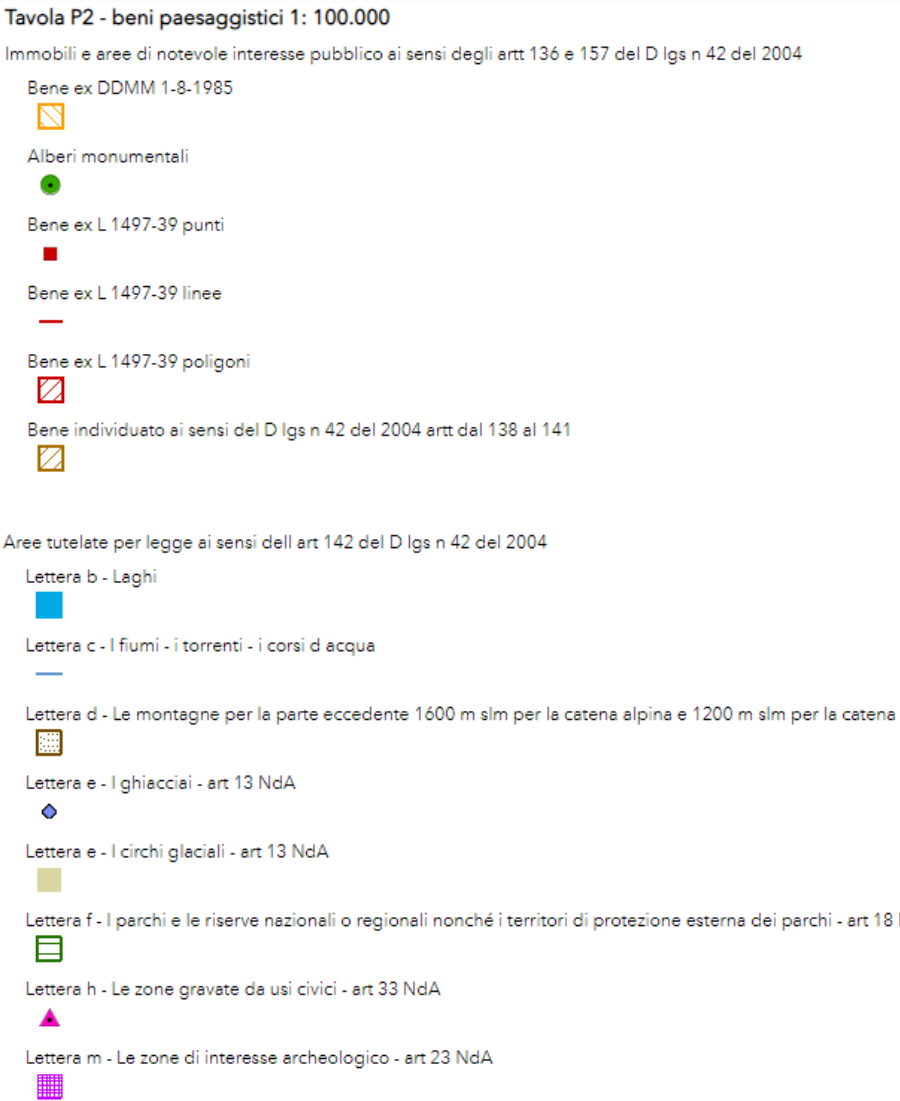 Tavola P2 - beni paesaggistici 1: 100.000
Immobili e aree di notevole interesse pubblico ai sensi degli artt 136 e 157 del D lgs n 42 del 2004
Bene ex DDMM 1-8-1985
Alberi monumentali
Bene ex L 1497-39 punti
Bene ex L 1497-39 linee
Bene ex L 1497-39 poligoni
Bene individuato ai sensi del D lgs n 42 del 2004 artt dal 138 al 141
Aree tutelate per legge ai sensi dell art 142 del D lgs n 42 del 2004
Lettera b - Laghi
Lettera c - I fiumi - i torrenti - i corsi d acqua
Lettera d - Le montagne per la parte eccedente 1600 m slm per la catena alpina e 1200 m slm per la catena
Lettera e - I ghiacciai - art 13 NdA
Lettera e - I circhi glaciali - art 13 NdA
Lettera f - I parchi e le riserve nazionali o regionali nonché i territori di protezione esterna dei parchi - art 18
Lettera h - Le zone gravate da usi civici - art 33 NdA
Lettera m - Le zone di interesse archeologico - art 23 NdA